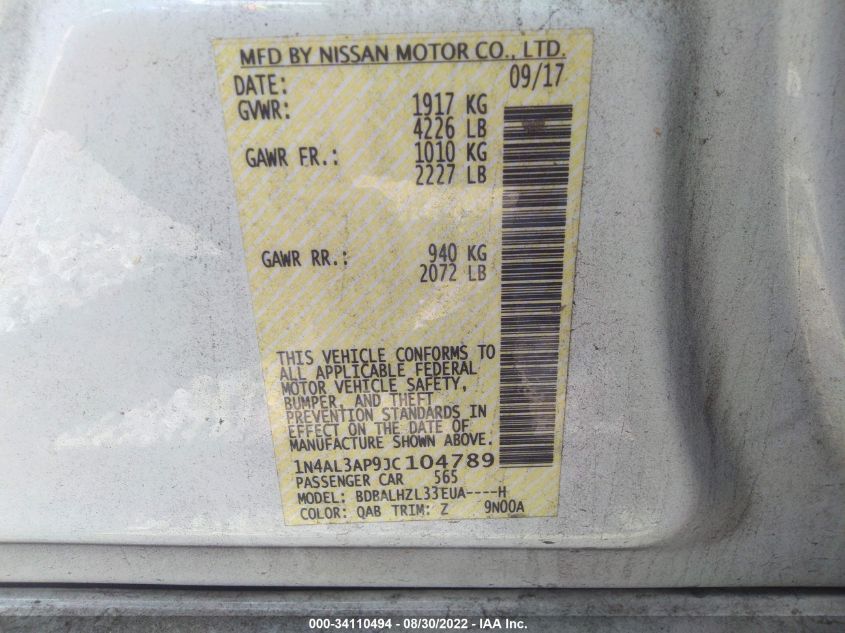 MFD BY NISSAN MOTOR CO., LTD.
DATE: 09/17
GVWR: 1917 KG
4226 LB
GAWR FR.: 1010 KG
2227 LB
GAWR RR.: 940 KG
2072 LB
THIS VEHICLE CONFORMS TO
ALL APPLICABLE FEDERAL
MOTOR VEHICLE SAFETY,
BUMPER, AND THEFT
PREVENTION STANDARDS IN
EFFECT ON THE DATE OF
MANUFACTURE SHOWN ABOVE.
1N4AL3AP9JC104789
PASSENGER CAR 565
MODEL: BDBALHZL33EUA----H
COLOR: QAB TRIM: Z 9N00A
000-34110494 - 08/30/2022 - IAA Inc.